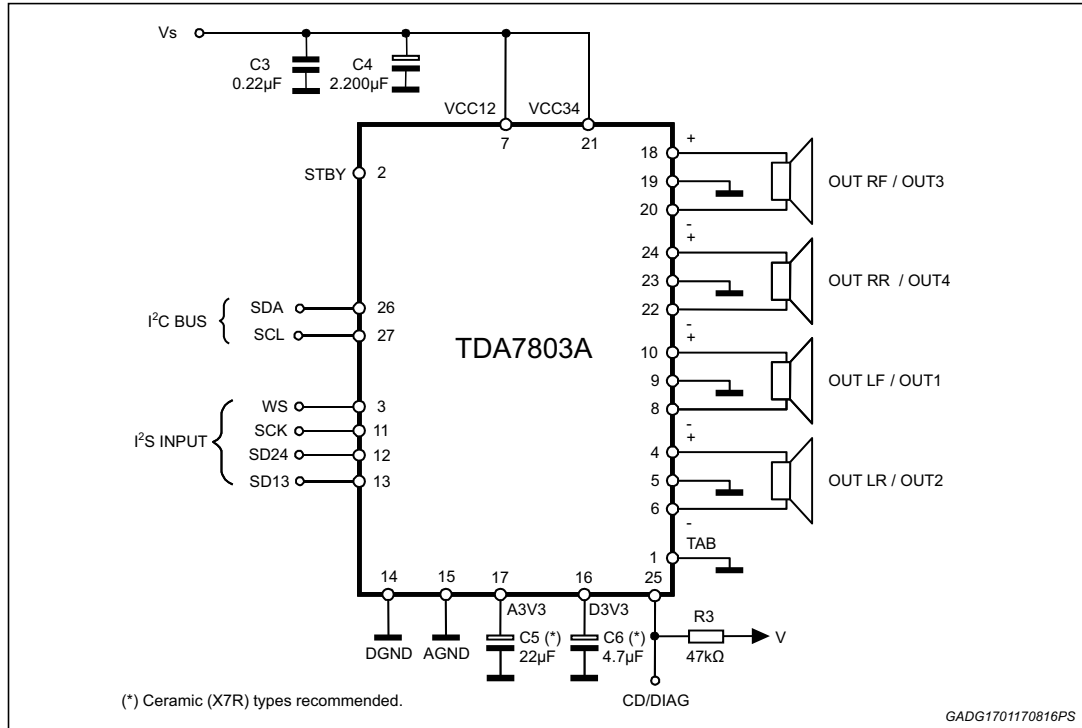 Vs
C3
0.22µF
C4
2.200µF
VCC12
VCC34
7
21
STBY
2
18
+
19
20
-
OUT RF / OUT3
+
24
23
22
-
OUT RR / OUT4
I²C BUS
SDA
26
SCL
27
TDA7803A
+
10
9
8
-
OUT LF / OUT1
I²S INPUT
WS
3
SCK
11
SD24
12
SD13
13
+
4
5
6
-
OUT LR / OUT2
TAB
1
14
15
17
16
25
A3V3
D3V3
DGND
AGND
C5 (*)
22µF
C6 (*)
4.7µF
R3
47kΩ
V
CD/DIAG
(*) Ceramic (X7R) types recommended.
GADG1701170816PS